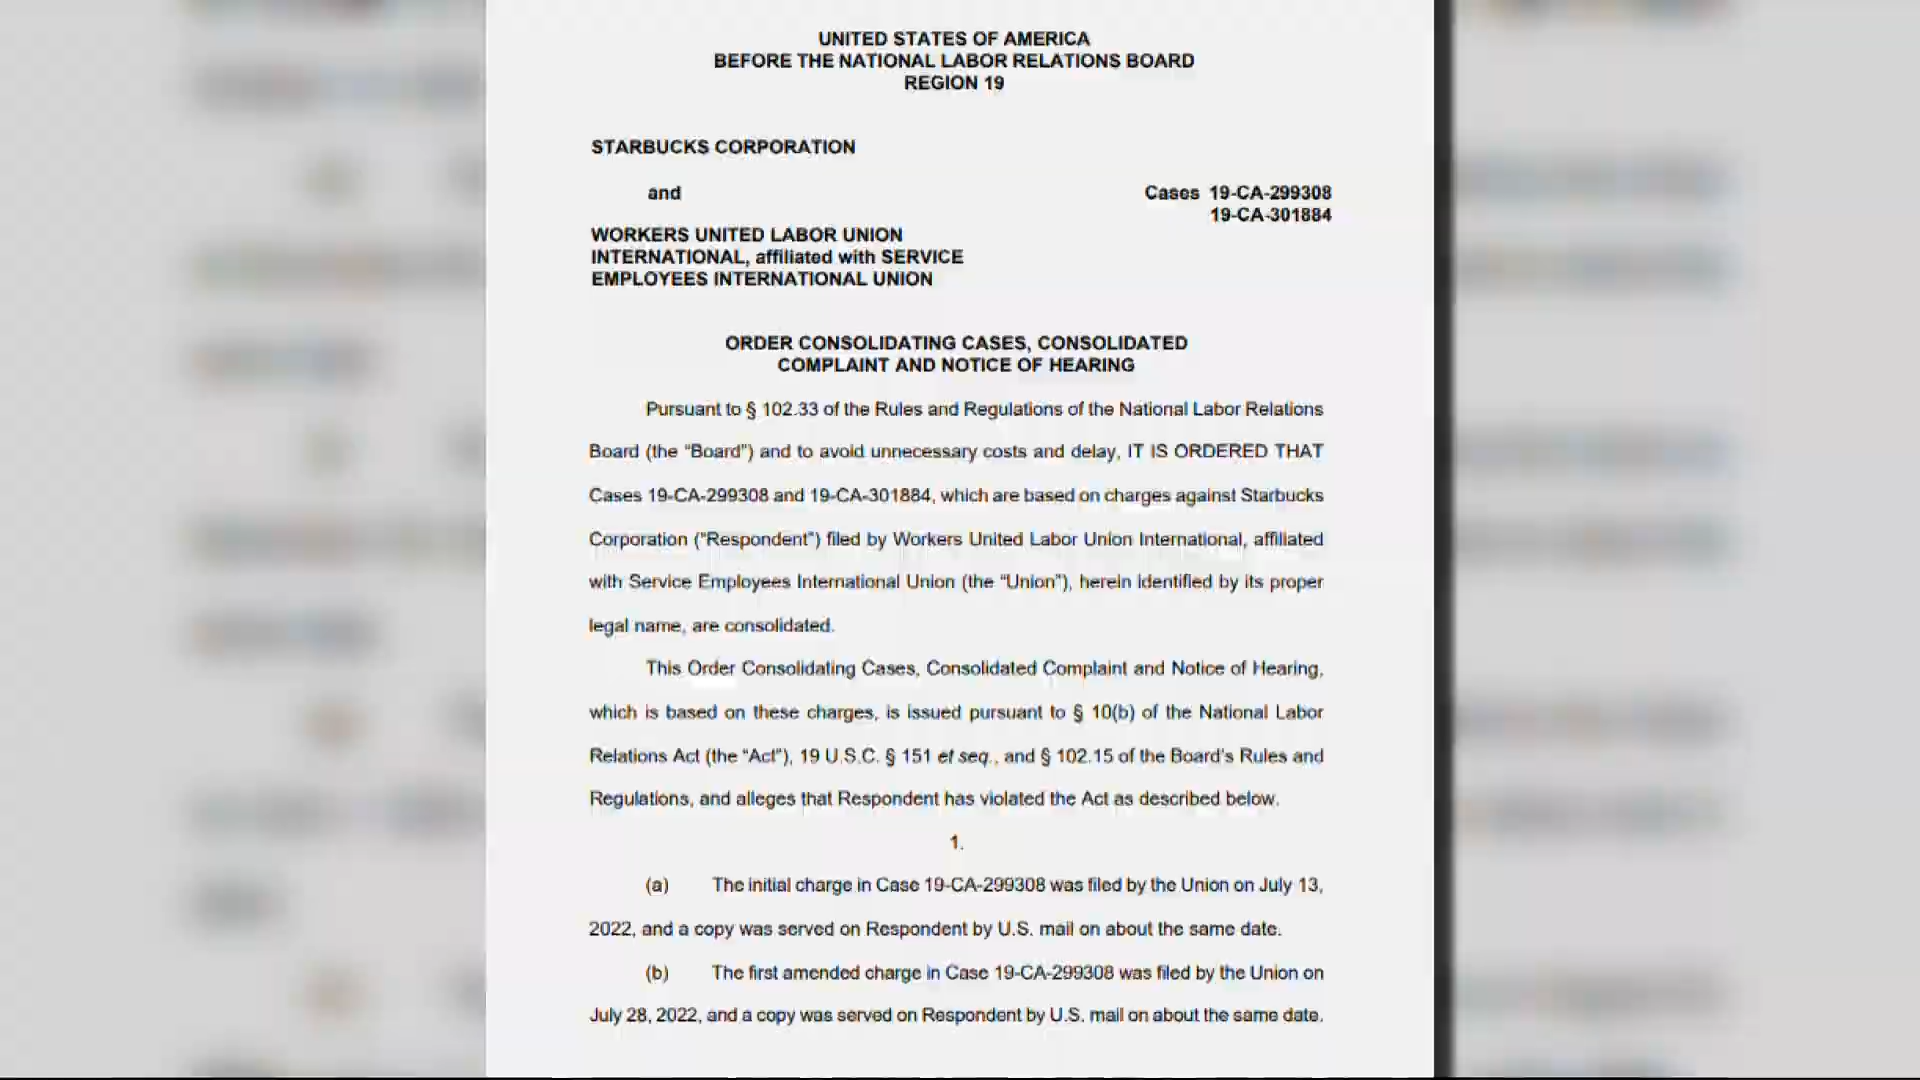 UNITED STATES OF AMERICA
BEFORE THE NATIONAL LABOR RELATIONS BOARD
REGION 19
STARBUCKS CORPORATION
and
Cases 19-CA-299308
19-CA-301884
WORKERS UNITED LABOR UNION
INTERNATIONAL, affiliated with SERVICE
EMPLOYEES INTERNATIONAL UNION
ORDER CONSOLIDATING CASES, CONSOLIDATED
COMPLAINT AND NOTICE OF HEARING
Pursuant to § 102.33 of the Rules and Regulations of the National Labor Relations
Board (the “Board”) and to avoid unnecessary costs and delay, IT IS ORDERED THAT
Cases 19-CA-299308 and 19-CA-301884, which are based on charges against Starbucks
Corporation (“Respondent”) filed by Workers United Labor Union International, affiliated
with Service Employees International Union (the “Union”), herein identified by its proper
legal name, are consolidated.
This Order Consolidating Cases, Consolidated Complaint and Notice of Hearing,
which is based on these charges, is issued pursuant to § 10(b) of the National Labor
Relations Act (the “Act”), 19 U.S.C. § 151 et seq., and § 102.15 of the Board’s Rules and
Regulations, and alleges that Respondent has violated the Act as described below.
1.
(a) The initial charge in Case 19-CA-299308 was filed by the Union on July 13,
2022, and a copy was served on Respondent by U.S. mail on about the same date.
(b) The first amended charge in Case 19-CA-299308 was filed by the Union on
July 28, 2022, and a copy was served on Respondent by U.S. mail on about the same date.